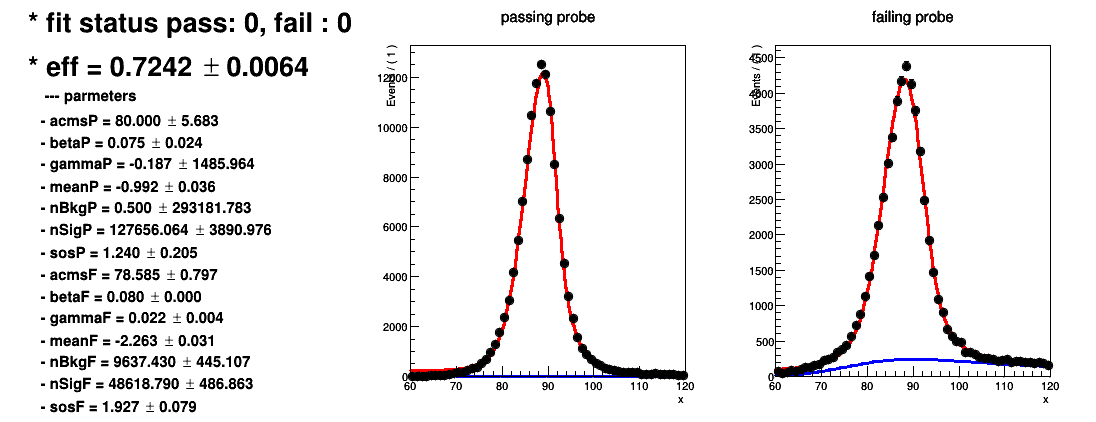 * fit status pass: 0, fail : 0
* eff = 0.7242 ± 0.0064
--- parmeters
- acmsP = 80.000 ± 5.683
- betaP = 0.075 ± 0.024
- gammaP = -0.187 ± 1485.964
- meanP = -0.992 ± 0.036
- nBkgP = 0.500 ± 293181.783
- nSigP = 127656.064 ± 3890.976
- sosP = 1.240 ± 0.205
- acmsF = 78.585 ± 0.797
- betaF = 0.080 ± 0.000
- gammaF = 0.022 ± 0.004
- meanF = -2.263 ± 0.031
- nBkgF = 9637.430 ± 445.107
- nSigF = 48618.790 ± 486.863
- sosF = 1.927 ± 0.079
passing probe
Events / ( 1 )
12000
10000
8000
6000
4000
2000
0
60 70 80 90 100 110 120
x
failing probe
Events / ( 1 )
4500
4000
3500
3000
2500
2000
1500
1000
500
0
60 70 80 90 100 110 120
x